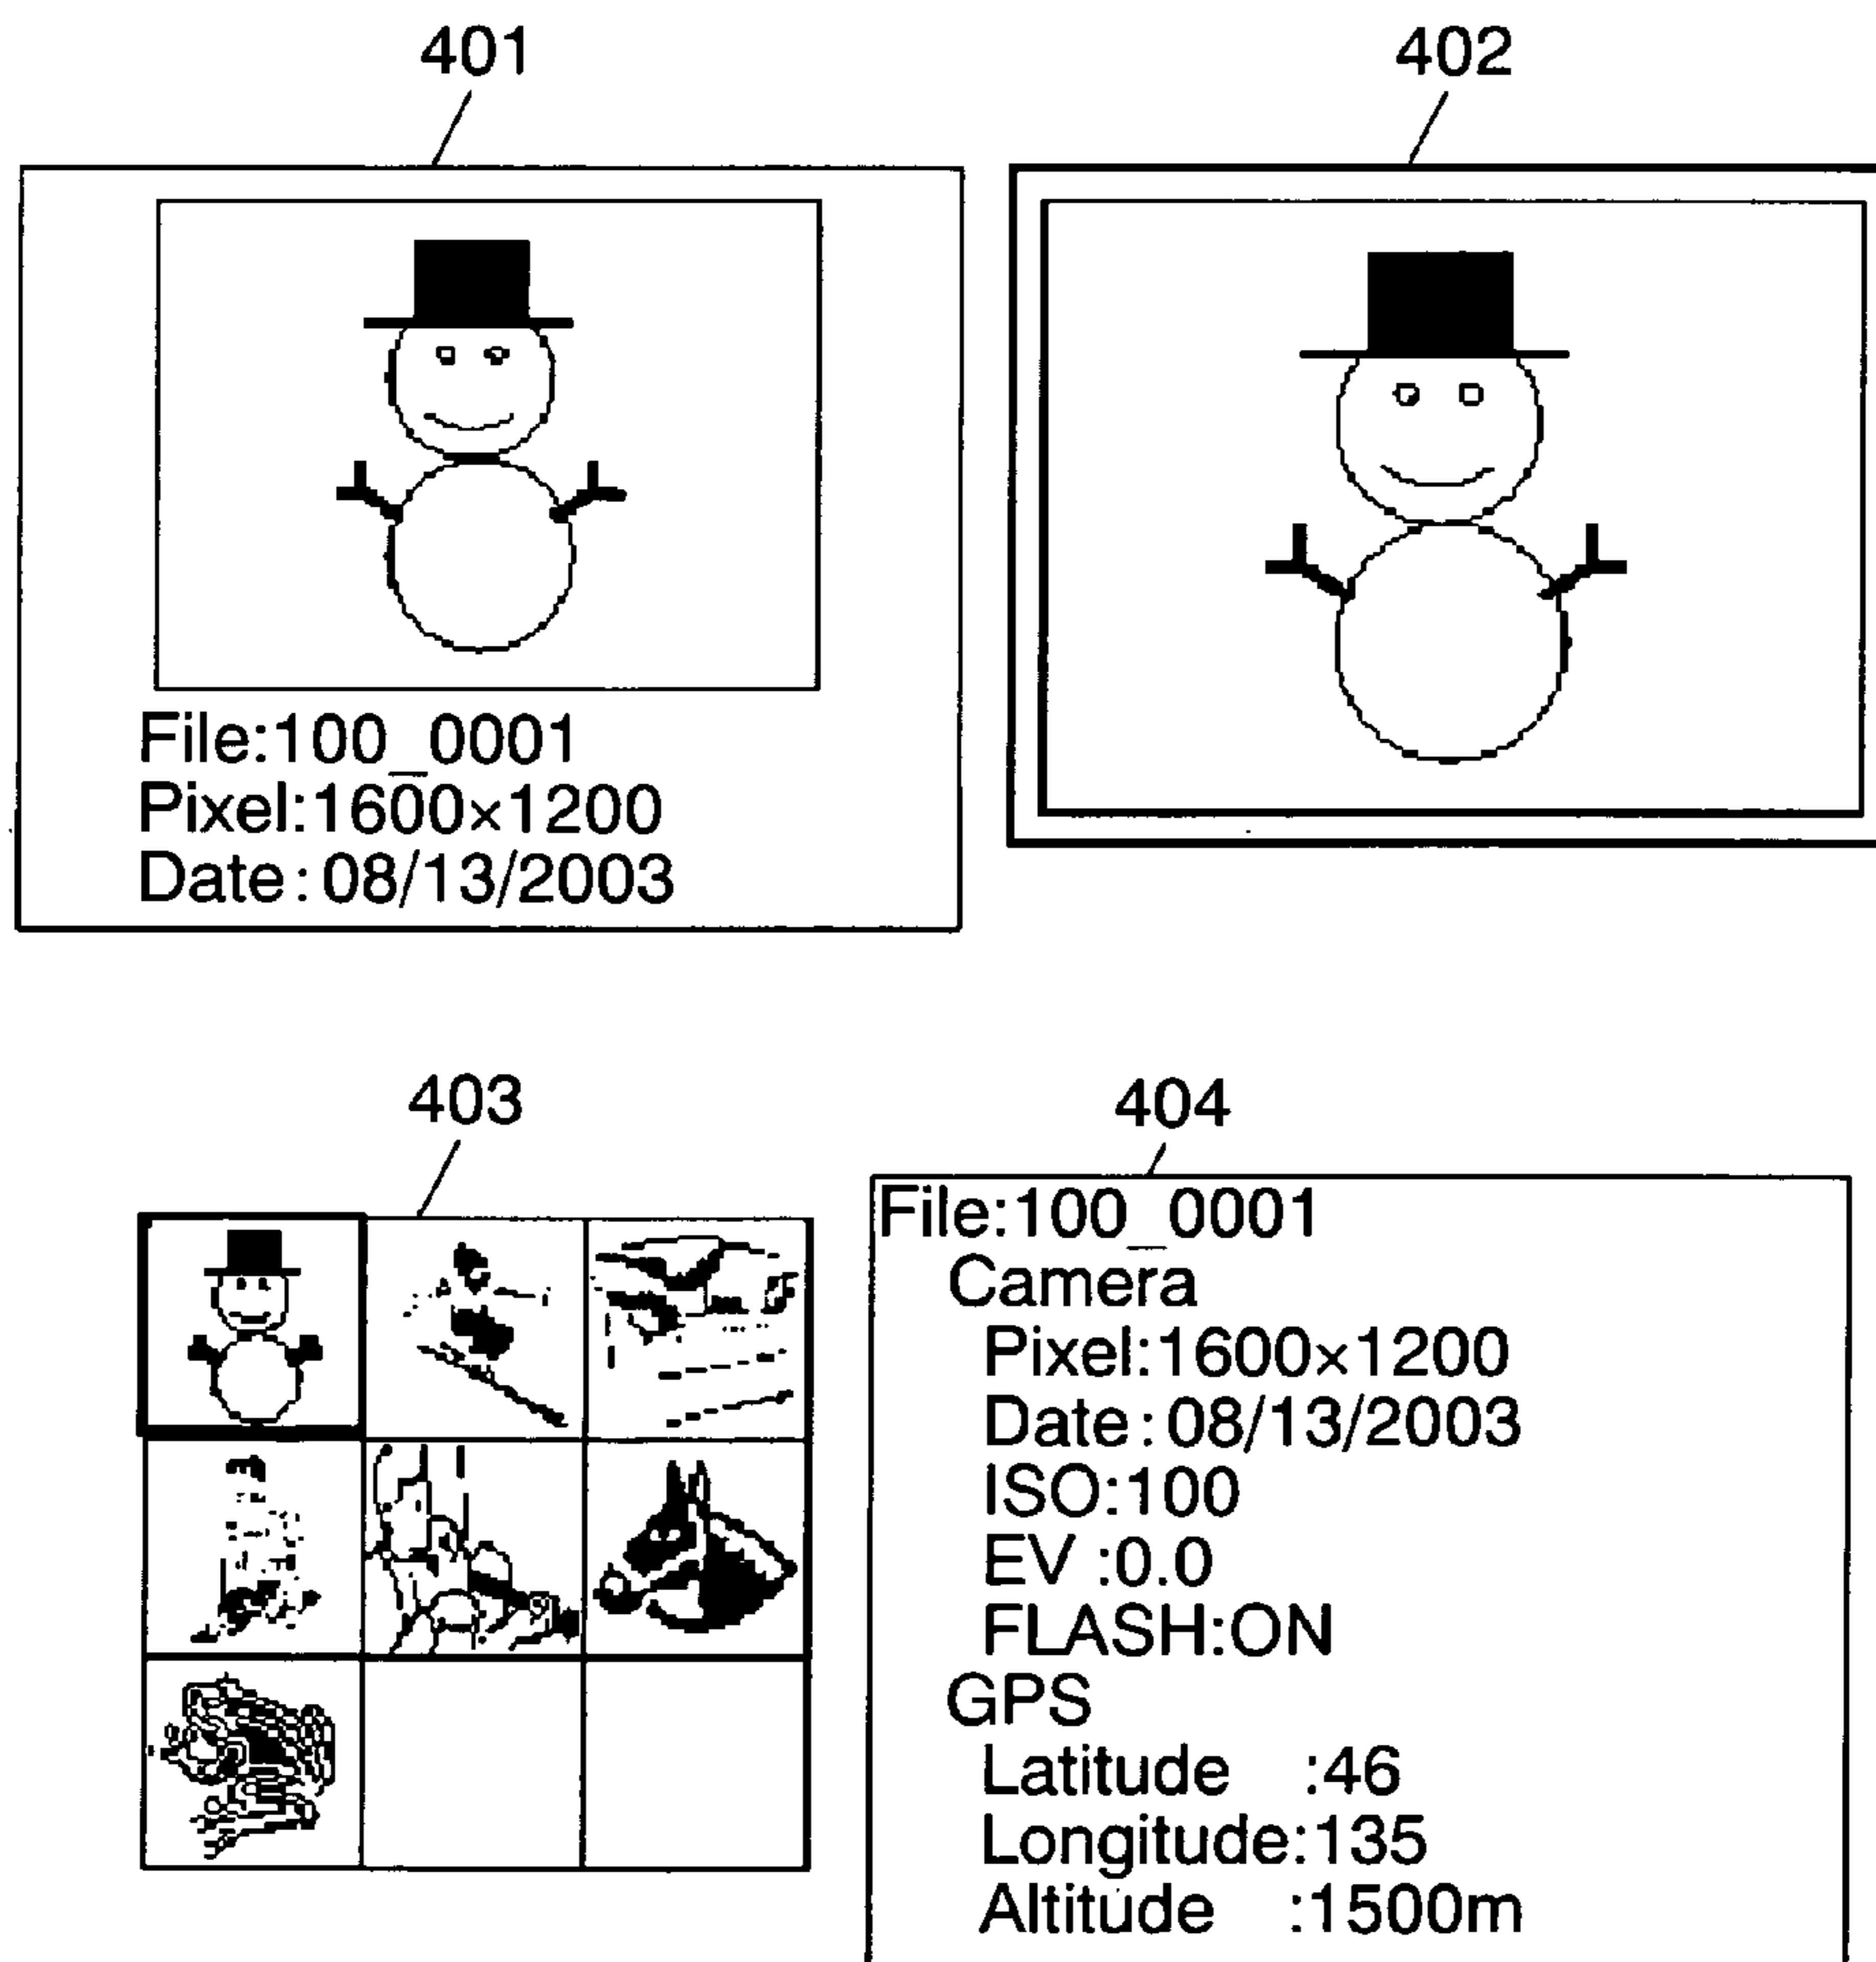 401
402
File:100_0001
Pixel:1600×1200
Date:08/13/2003
403
404
File:100_0001
Camera
Pixel:1600×1200
Date:08/13/2003
ISO:100
EV :0.0
FLASH:ON
GPS
Latitude :46
Longitude:135
Altitude :1500m